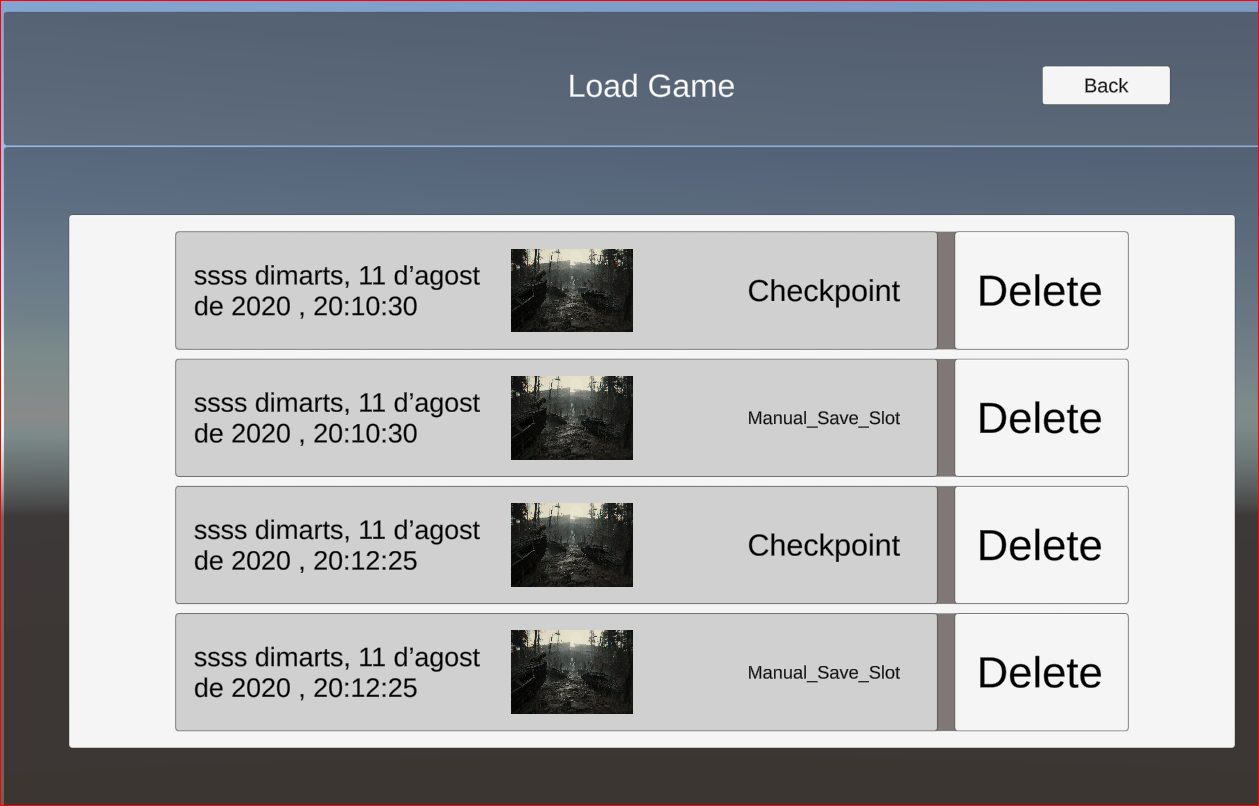 Load Game
Back
ssss dimarts, 11 d’agost
de 2020 , 20:10:30
Checkpoint
Delete
ssss dimarts, 11 d’agost
de 2020 , 20:10:30
Manual_Save_Slot
Delete
ssss dimarts, 11 d’agost
de 2020 , 20:12:25
Checkpoint
Delete
ssss dimarts, 11 d’agost
de 2020 , 20:12:25
Manual_Save_Slot
Delete